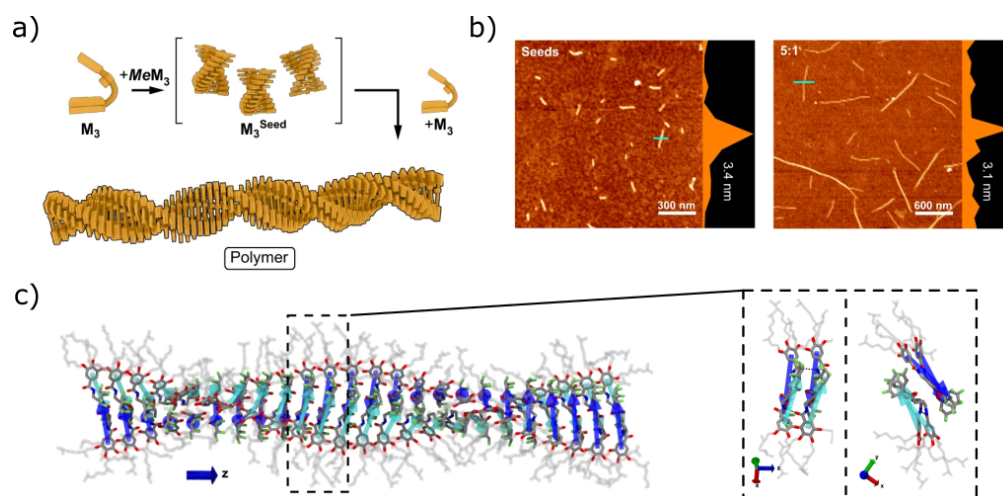 a)
+MeM3
M3
M3Seed
+M3
Polymer
b)
Seeds
300 nm
3.4 nm
5:1
600 nm
3.1 nm
c)
z
z
x
y
x